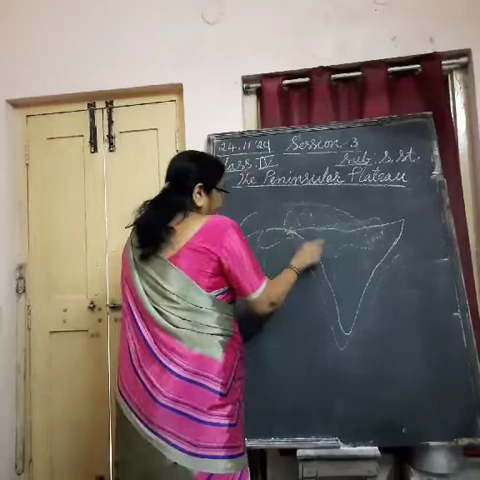 24.11.24 Session 3
Class : IV Sub. S. St.
The Peninsular Plateau